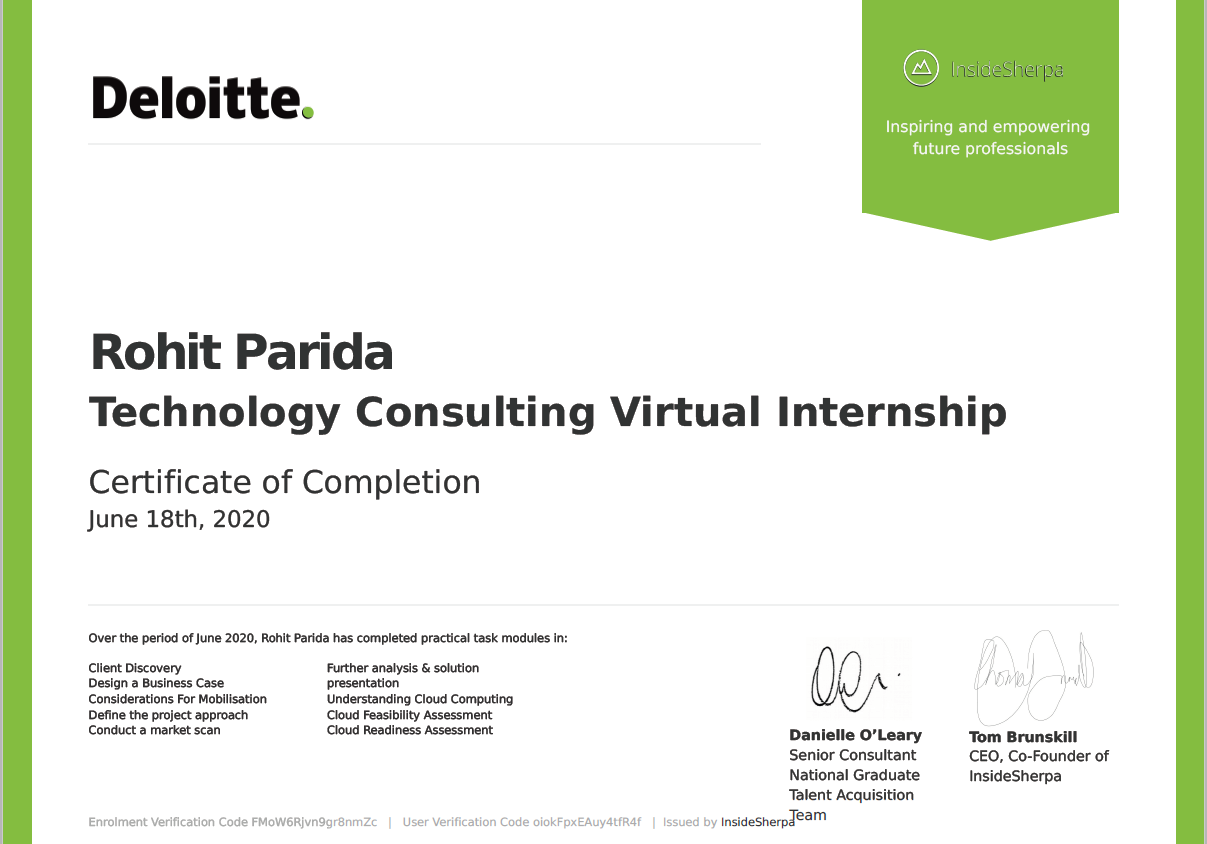 Deloitte.
InsideSherpa
Inspiring and empowering
future professionals
Rohit Parida
Technology Consulting Virtual Internship
Certificate of Completion
June 18th, 2020
Over the period of June 2020, Rohit Parida has completed practical task modules in:
Client Discovery
Design a Business Case
Considerations For Mobilisation
Define the project approach
Conduct a market scan
Further analysis & solution
presentation
Understanding Cloud Computing
Cloud Feasibility Assessment
Cloud Readiness Assessment
Danielle O’Leary
Senior Consultant
National Graduate
Talent Acquisition
Team
Tom Brunskill
CEO, Co-Founder of
InsideSherpa
Enrolment Verification Code FMoW6Rjvn9gr8nmZc | User Verification Code oiokFpxEAuy4tfR4f | Issued by InsideSherpa